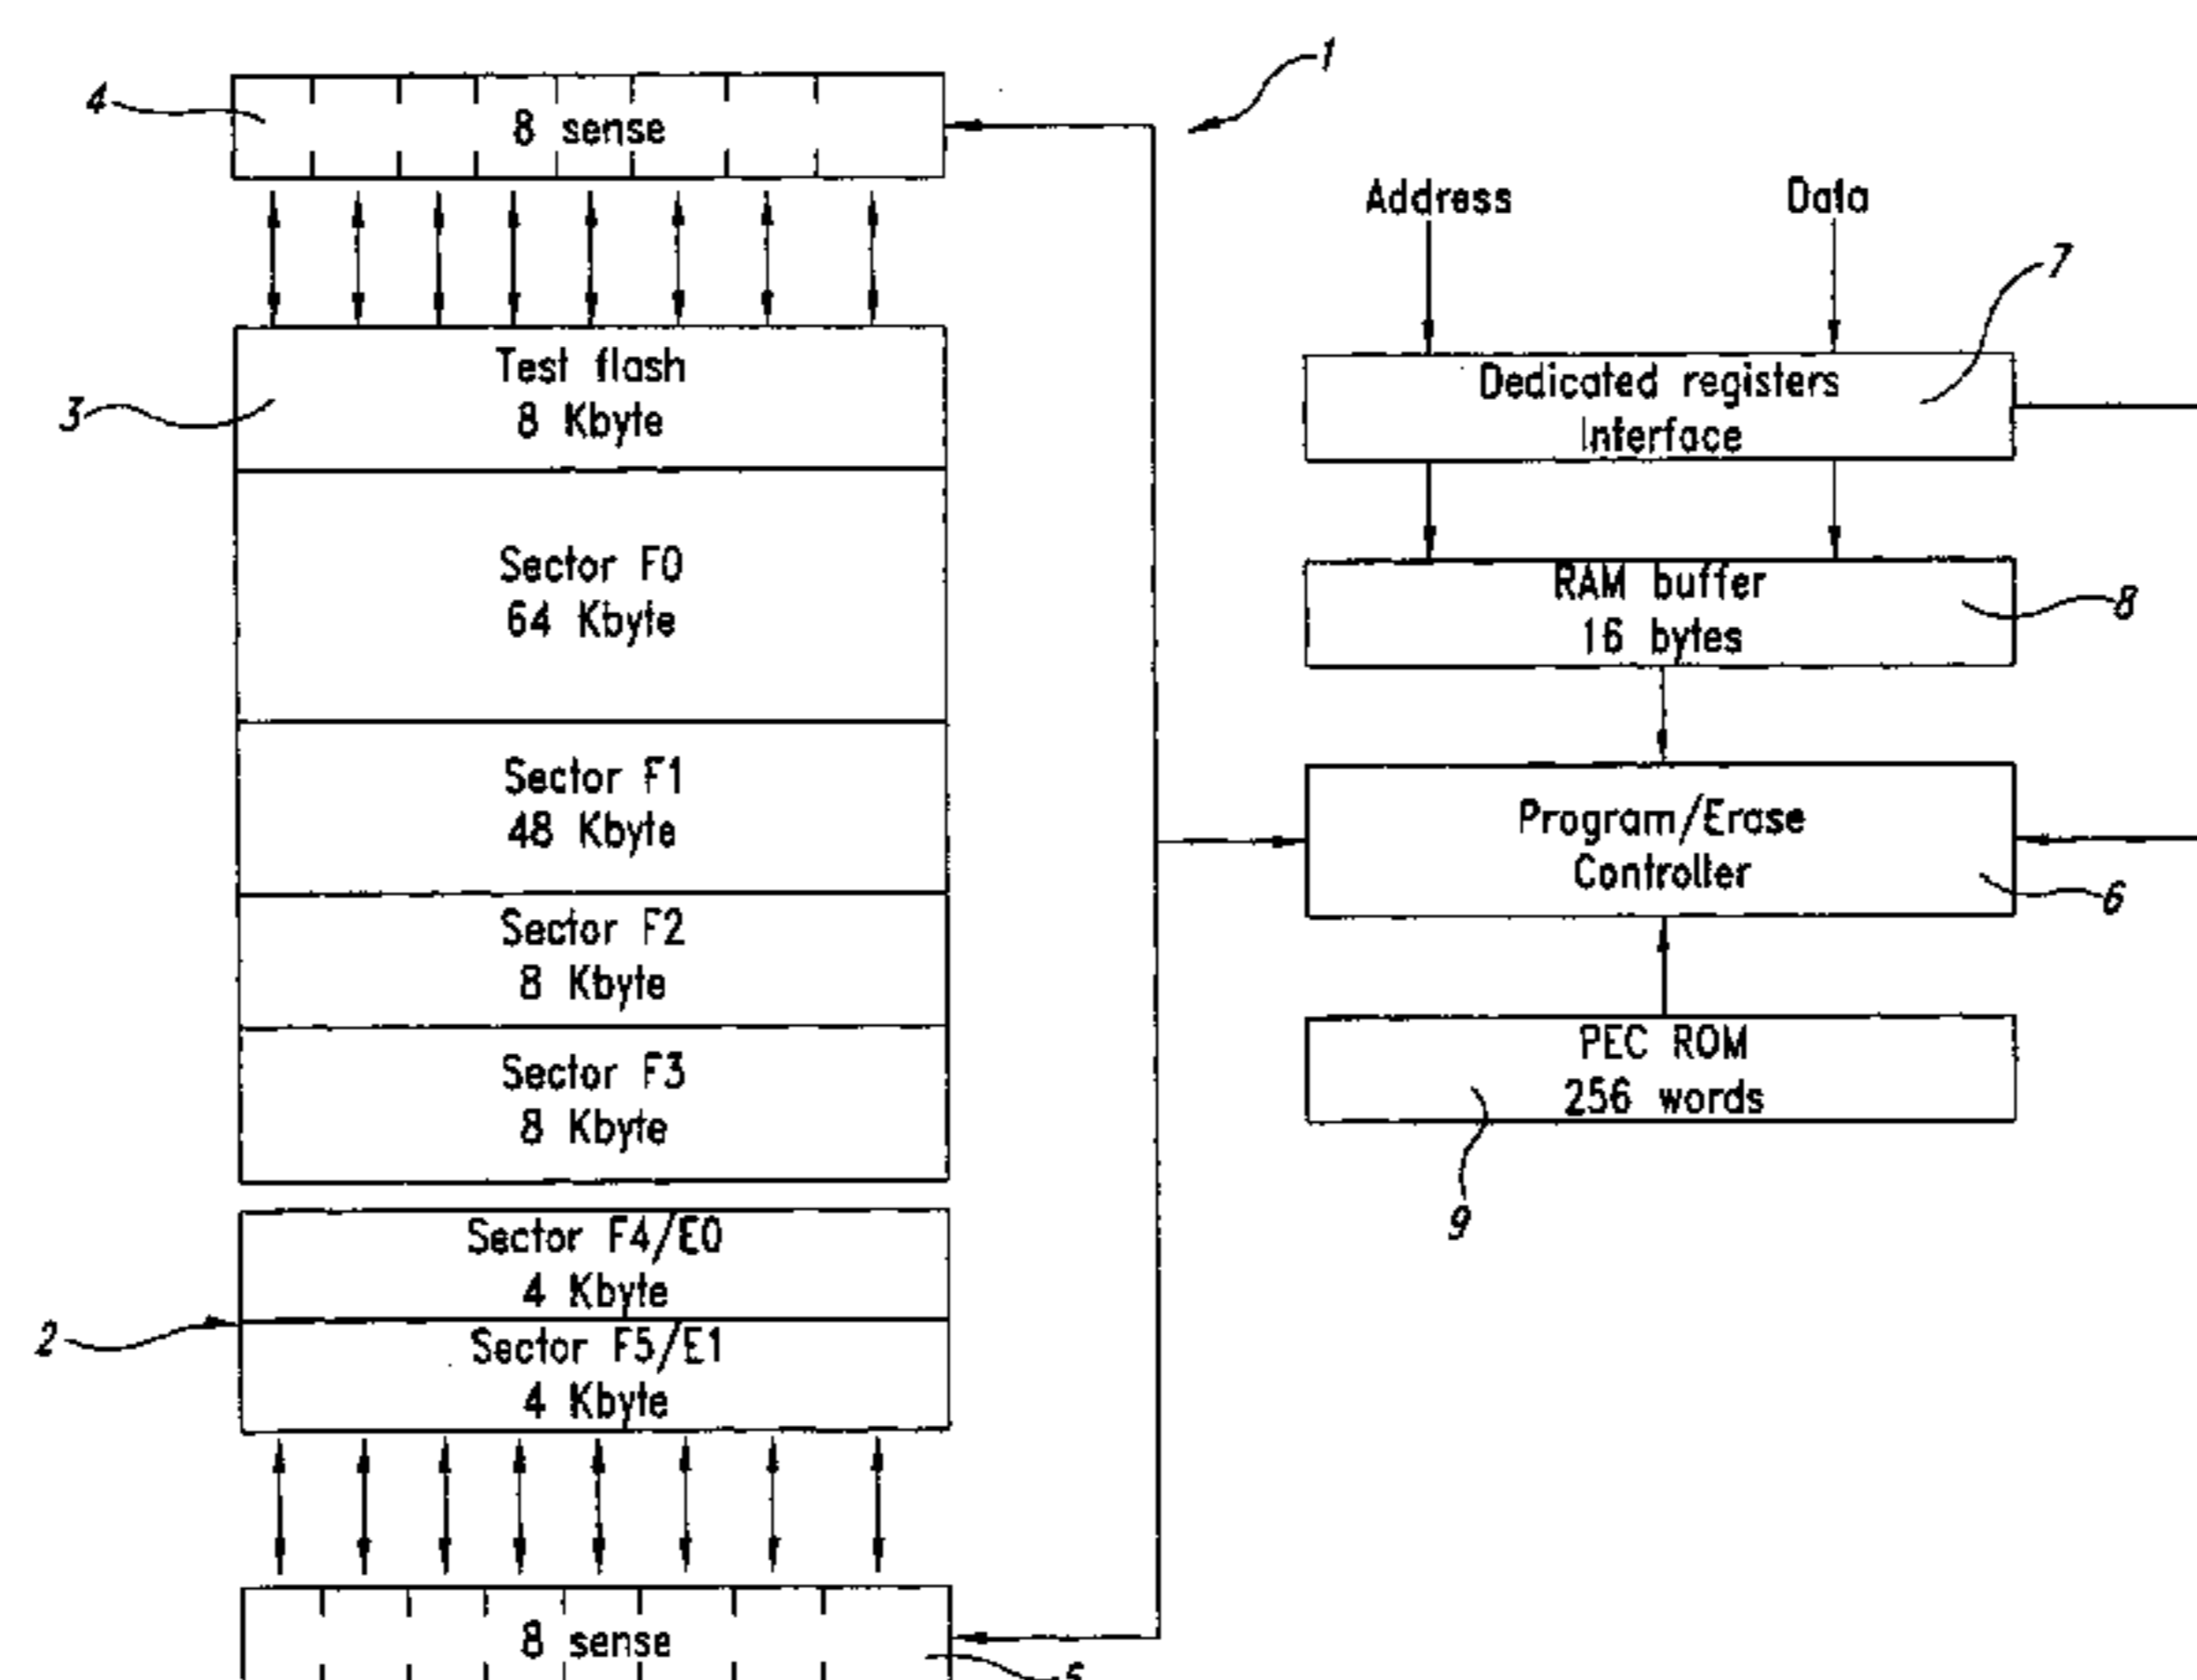 1
4
8 sense
Address
Data
7
Test flash
8 Kbyte
3
Dedicated registers
Interface
Sector F0
64 Kbyte
RAM buffer
16 bytes
8
Sector F1
48 Kbyte
Program/Erase
Controller
6
Sector F2
8 Kbyte
Sector F3
8 Kbyte
PEC ROM
256 words
9
Sector F4/E0
4 Kbyte
2
Sector F5/E1
4 Kbyte
8 sense
5